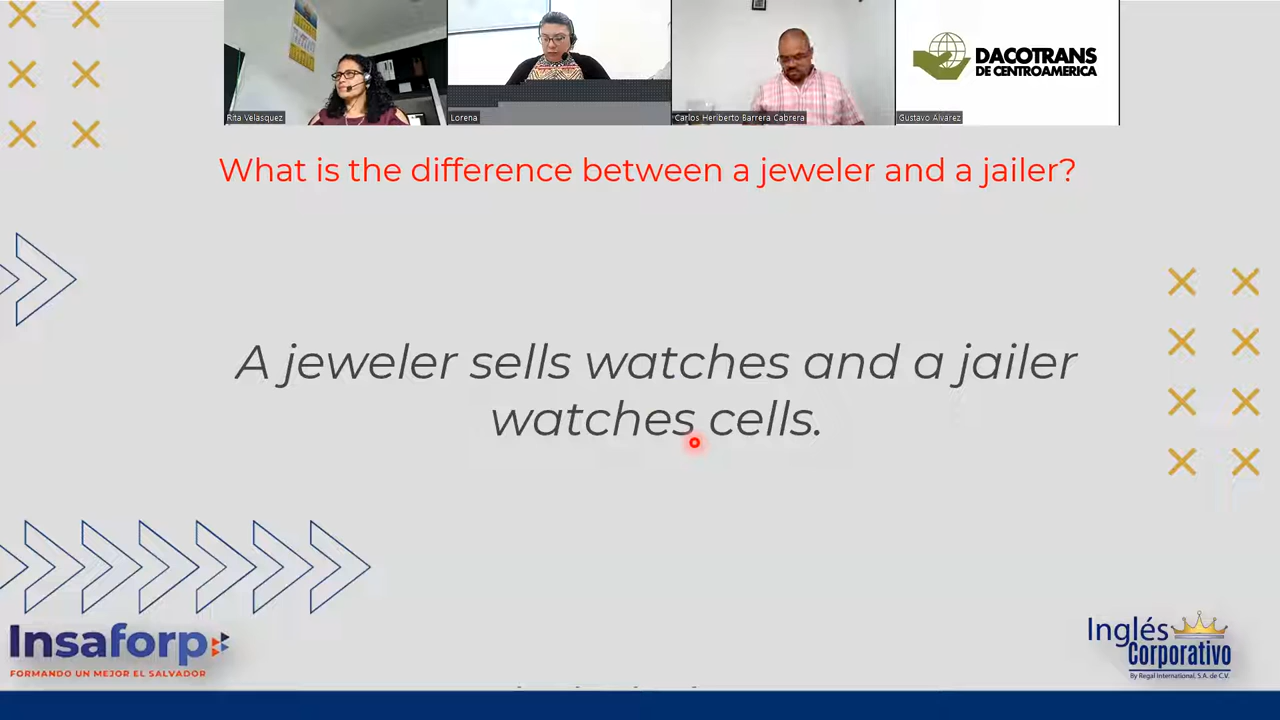 DACOTRANS
DE CENTROAMERICA
Rita Velasquez
Lorena
Carlos Heriberto Barrera Cabrera
Gustavo Alvarez
What is the difference between a jeweler and a jailer?
A jeweler sells watches and a jailer
watches cells.
Insaforp
FORMANDO UN MEJOR EL SALVADOR
Inglés
Corporativo
By Regal International, S.A. de C.V.